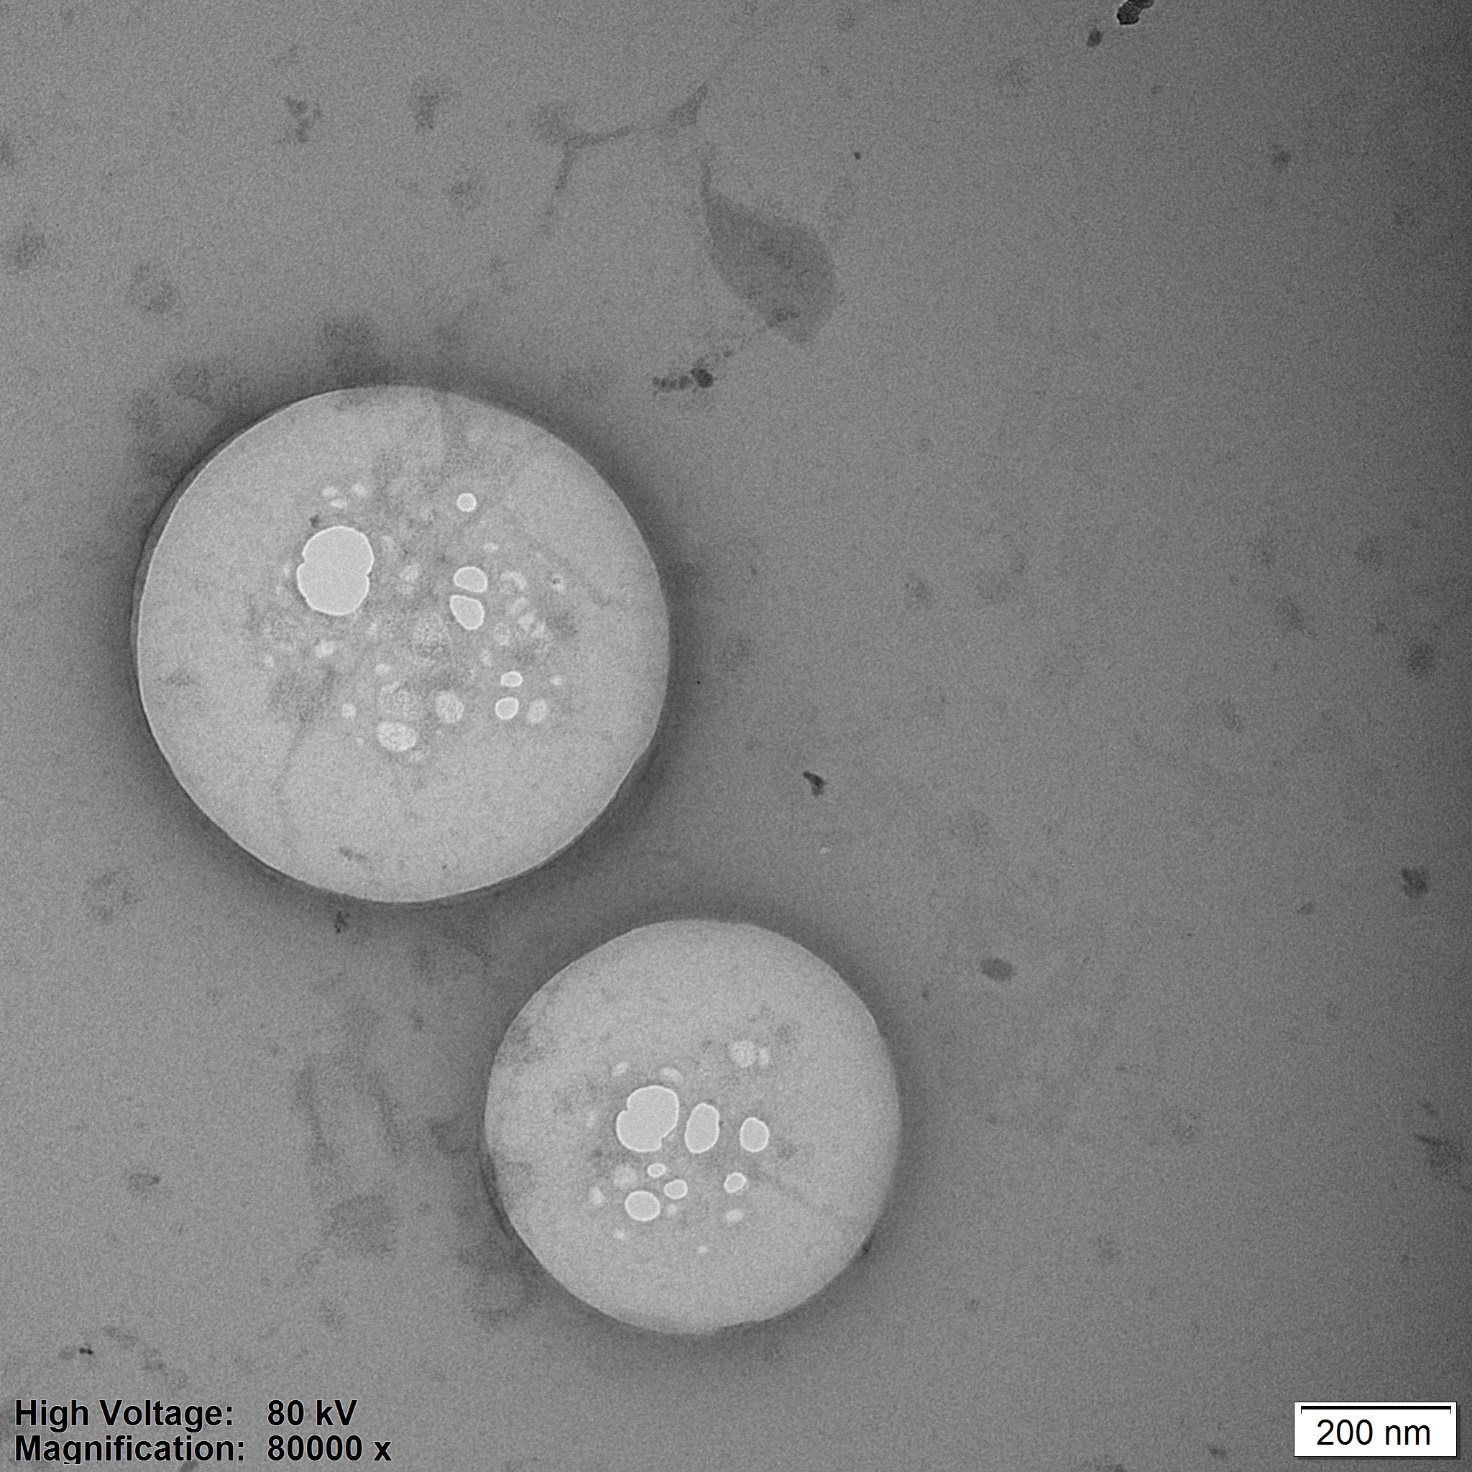 High Voltage: 80 kV
Magnification: 80000 x
200 nm